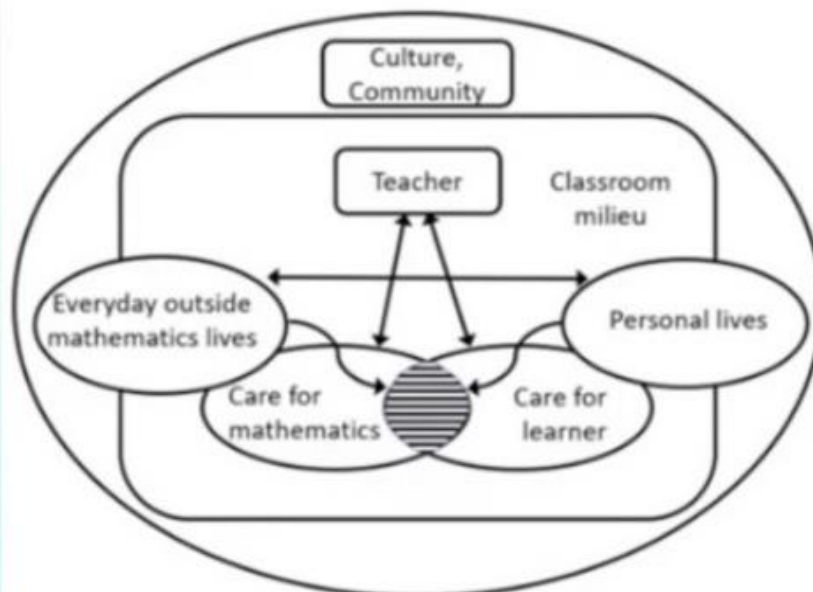 Culture,
Community
Teacher
Classroom
milieu
Everyday outside
mathematics lives
Personal lives
Care for
mathematics
Care for
learner